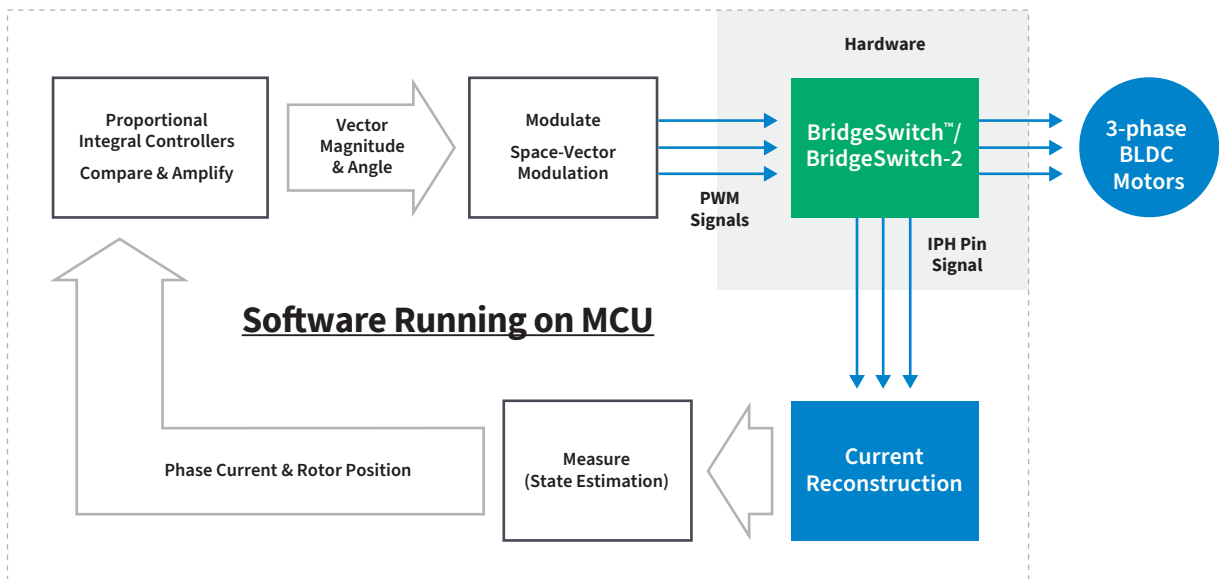 Hardware
Proportional
Integral Controllers
Compare & Amplify
Vector
Magnitude
& Angle
Modulate
Space-Vector
Modulation
PWM
Signals
BridgeSwitch™/
BridgeSwitch-2
3-phase
BLDC
Motors
IPH Pin
Signal
Software Running on MCU
Phase Current & Rotor Position
Measure
(State Estimation)
Current
Reconstruction